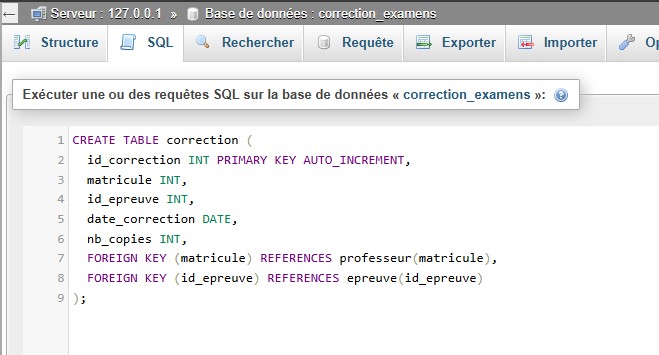 Serveur : 127.0.0.1 » Base de données : correction_examens
Structure SQL Rechercher Requête Exporter Importer
Exécuter une ou des requêtes SQL sur la base de données « correction_examens »:
1 CREATE TABLE correction (
2 id_correction INT PRIMARY KEY AUTO_INCREMENT,
3 matricule INT,
4 id_epreuve INT,
5 date_correction DATE,
6 nb_copies INT,
7 FOREIGN KEY (matricule) REFERENCES professeur(matricule),
8 FOREIGN KEY (id_epreuve) REFERENCES epreuve(id_epreuve)
9 );